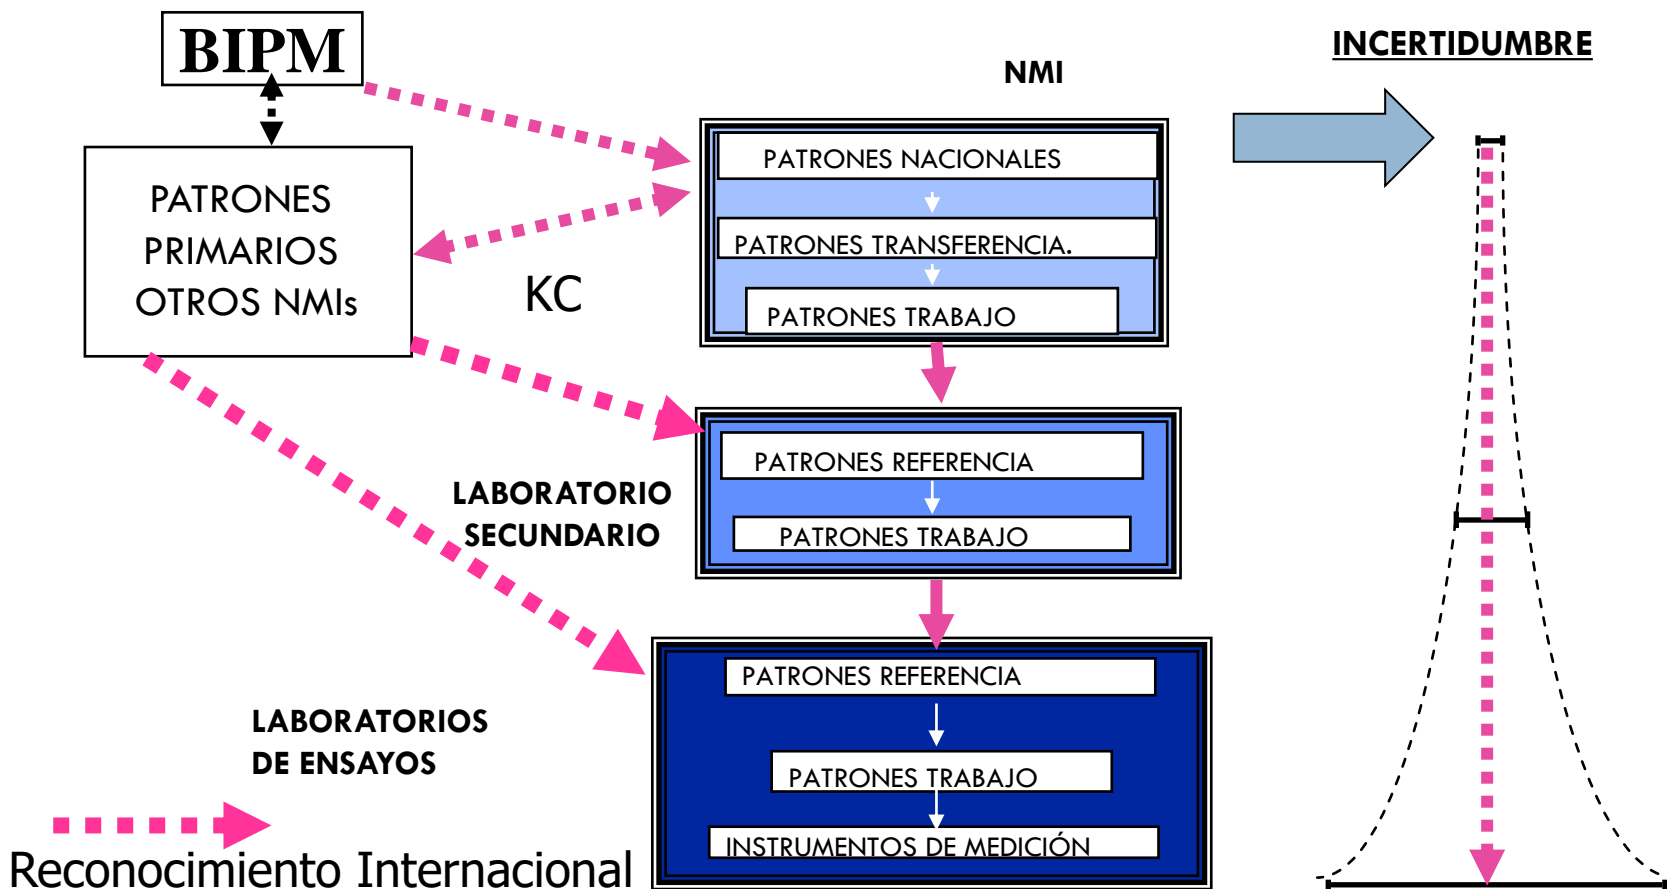 BIPM
NMI
INCERTIDUMBRE
PATRONES
PRIMARIOS
OTROS NMIs
KC
PATRONES NACIONALES
PATRONES TRANSFERENCIA.
PATRONES TRABAJO
LABORATORIO
SECUNDARIO
PATRONES REFERENCIA
PATRONES TRABAJO
LABORATORIOS
DE ENSAYOS
PATRONES REFERENCIA
PATRONES TRABAJO
INSTRUMENTOS DE MEDICIÓN
Reconocimiento Internacional